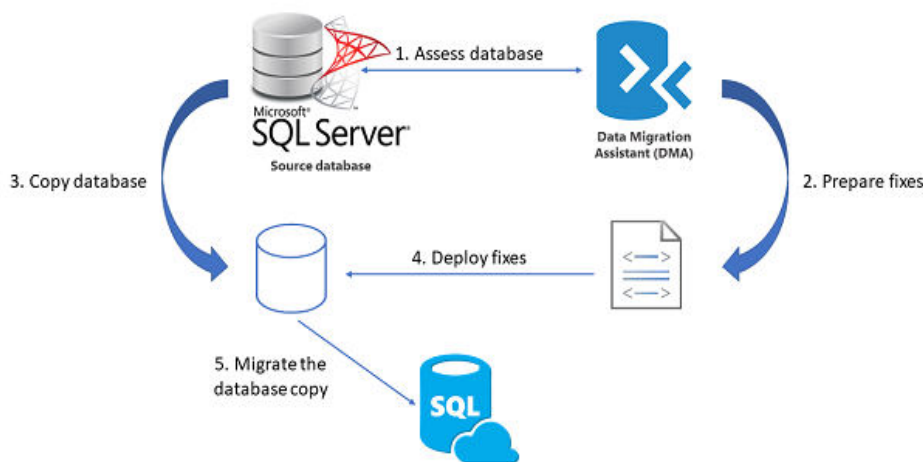 1. Assess database
Microsoft®
SQL Server®
Source database
Data Migration
Assistant (DMA)
3. Copy database
2. Prepare fixes
4. Deploy fixes
<—>
<—>
5. Migrate the
database copy
SQL